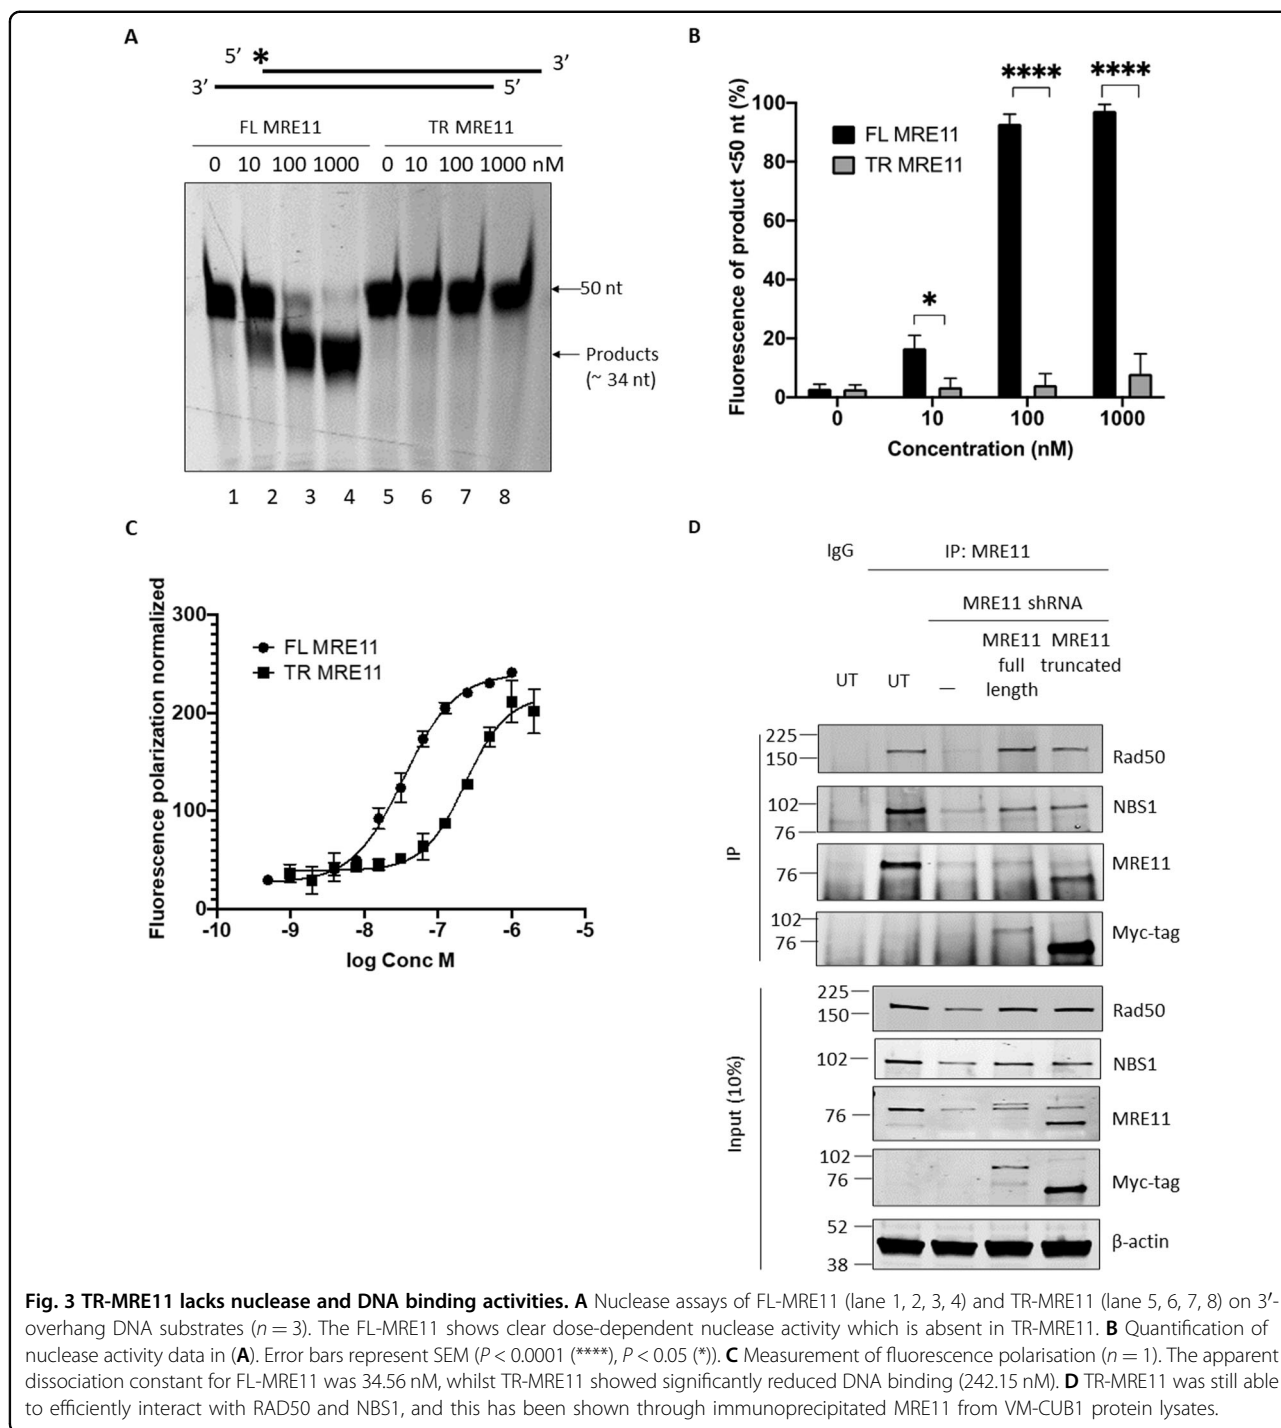 A
5′ * 3′
3′ 5′
FL MRE11 TR MRE11
0 10 100 1000 0 10 100 1000 nM
50 nt
Products
(~ 34 nt)
1 2 3 4 5 6 7 8
B
**** ****
*
FL MRE11
TR MRE11
Fluorescence of product <50 nt (%)
100
80
60
40
20
0
0 10 100 1000
Concentration (nM)
C
Fluorescence polarization normalized
300
200
100
0
FL MRE11
TR MRE11
-10 -9 -8 -7 -6 -5
log Conc M
D
IgG IP: MRE11
MRE11 shRNA
UT UT — MRE11 full length MRE11 truncated
IP
225
150
Rad50
102
76
NBS1
76
MRE11
102
76
Myc-tag
Input (10%)
225
150
Rad50
102
NBS1
76
MRE11
102
76
Myc-tag
52
38
β-actin
Fig. 3 TR-MRE11 lacks nuclease and DNA binding activities. A Nuclease assays of FL-MRE11 (lane 1, 2, 3, 4) and TR-MRE11 (lane 5, 6, 7, 8) on 3′-
overhang DNA substrates (n = 3). The FL-MRE11 shows clear dose-dependent nuclease activity which is absent in TR-MRE11. B Quantification of
nuclease activity data in (A). Error bars represent SEM (P < 0.0001 (****), P < 0.05 (*)). C Measurement of fluorescence polarisation (n = 1). The apparent
dissociation constant for FL-MRE11 was 34.56 nM, whilst TR-MRE11 showed significantly reduced DNA binding (242.15 nM). D TR-MRE11 was still able
to efficiently interact with RAD50 and NBS1, and this has been shown through immunoprecipitated MRE11 from VM-CUB1 protein lysates.